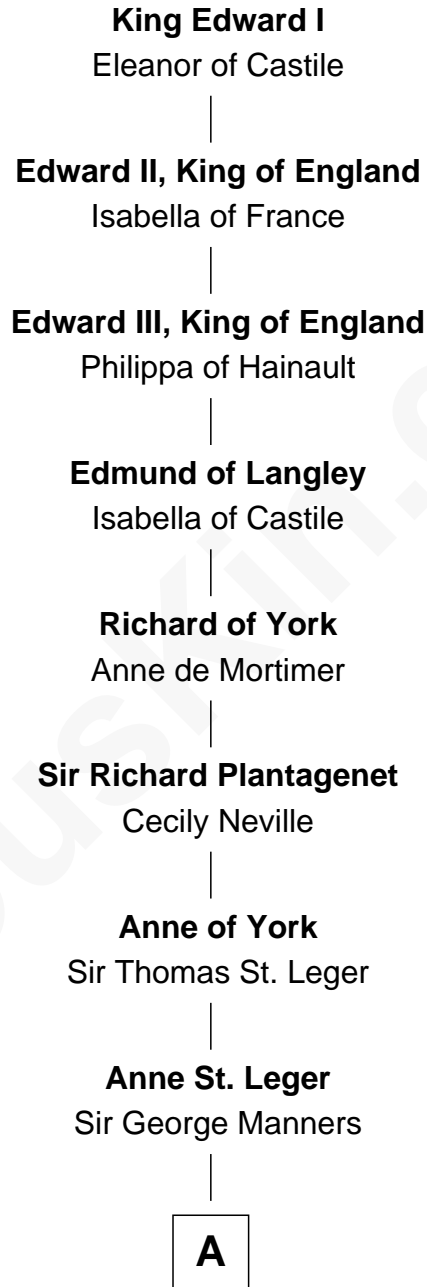 King Edward I
Eleanor of Castile
Edward II, King of England
Isabella of France
Edward III, King of England
Philippa of Hainault
Edmund of Langley
Isabella of Castile
Richard of York
Anne de Mortimer
Sir Richard Plantagenet
Cecily Neville
Anne of York
Sir Thomas St. Leger
Anne St. Leger
Sir George Manners
A